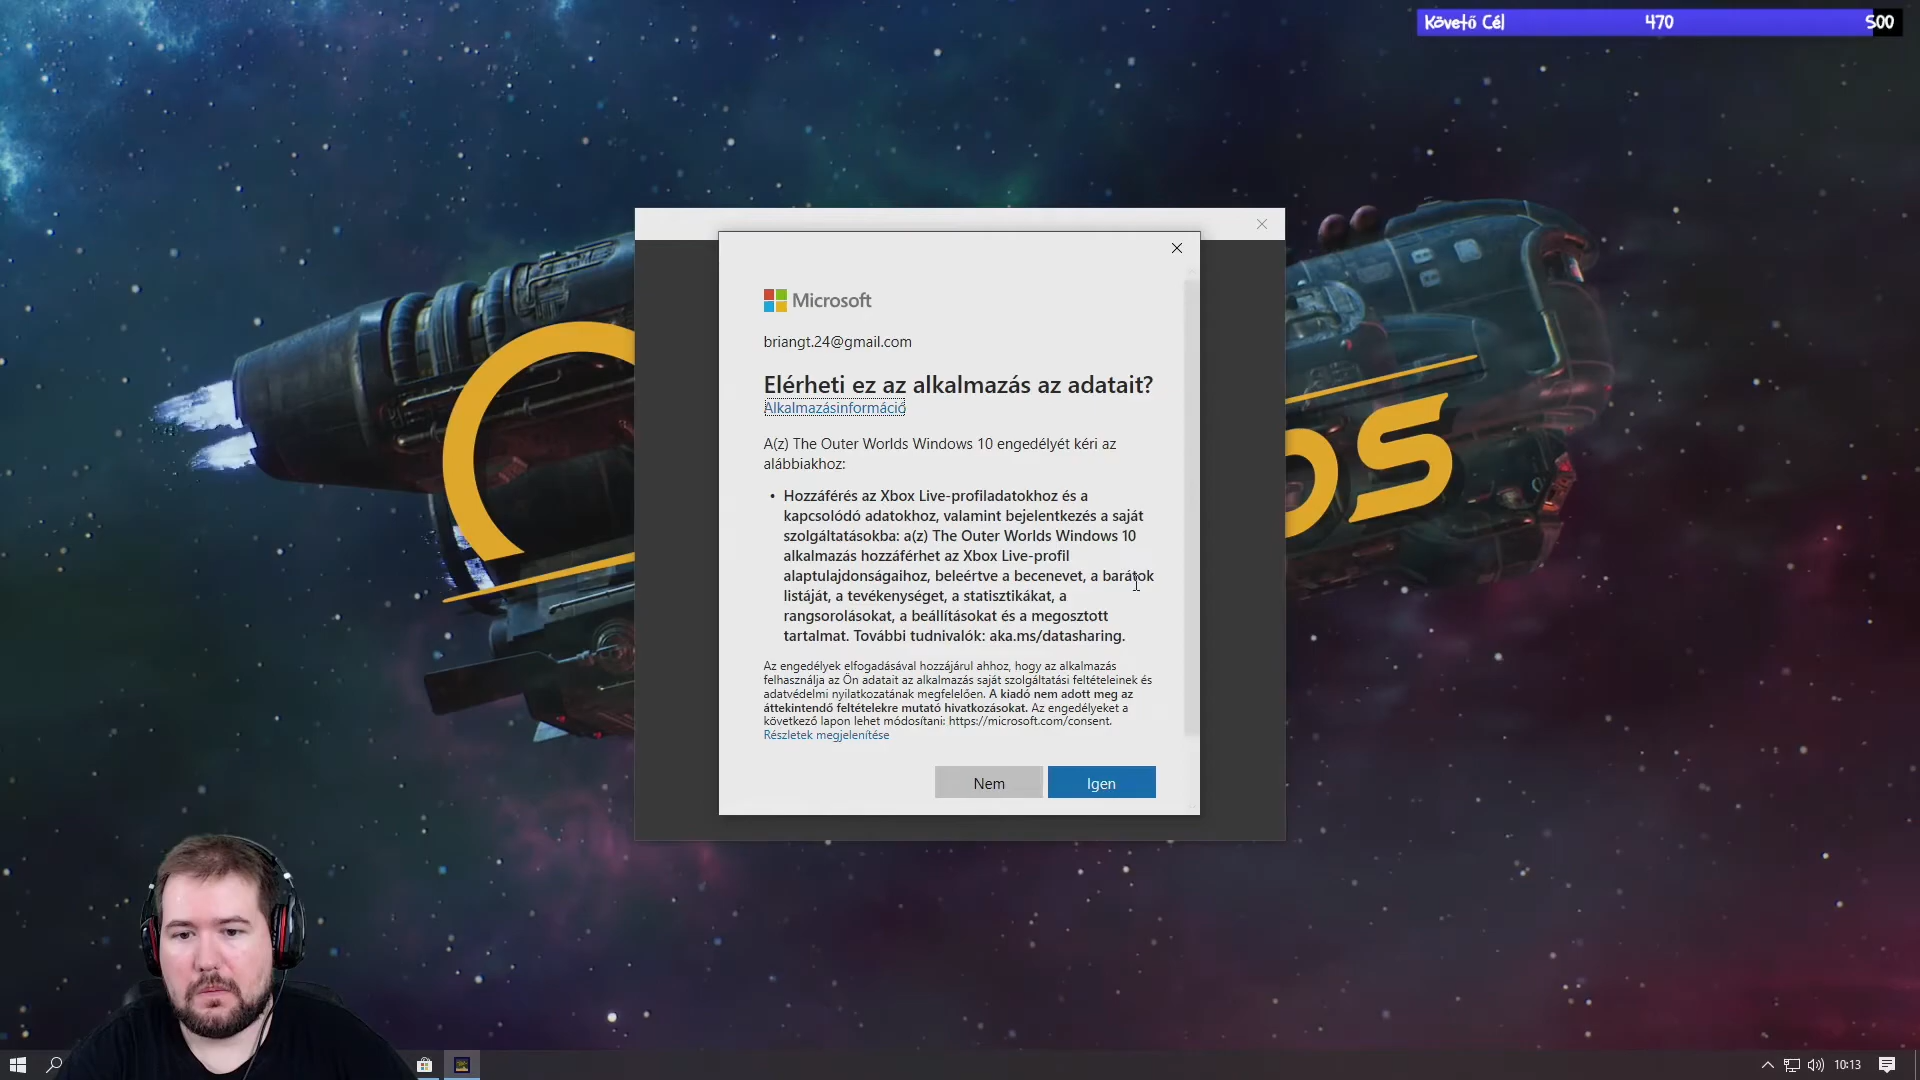 Követő Cél 470 500
Microsoft
briangt.24@gmail.com
Elérheti ez az alkalmazás az adatait?
Alkalmazásinformáció
A(z) The Outer Worlds Windows 10 engedélyét kéri az
alábbiakhoz:
• Hozzáférés az Xbox Live-profiladatokhoz és a
kapcsolódó adatokhoz, valamint bejelentkezés a saját
szolgáltatásokba: a(z) The Outer Worlds Windows 10
alkalmazás hozzáférhet az Xbox Live-profil
alaptulajdonságaihoz, beleértve a becenevet, a barátok
listáját, a tevékenységet, a statisztikákat, a
rangsorolásokat, a beállításokat és a megosztott
tartalmat. További tudnivalók: aka.ms/datasharing.
Az engedélyek elfogadásával hozzájárul ahhoz, hogy az alkalmazás
felhasználja az Ön adatait az alkalmazás saját szolgáltatási feltételeinek és
adatvédelmi nyilatkozatának megfelelően. A kiadó nem adott meg az
áttekintendő feltételekre mutató hivatkozásokat. Az engedélyeket a
következő lapon lehet módosítani: https://microsoft.com/consent.
Részletek megjelenítése
Nem Igen
10:13